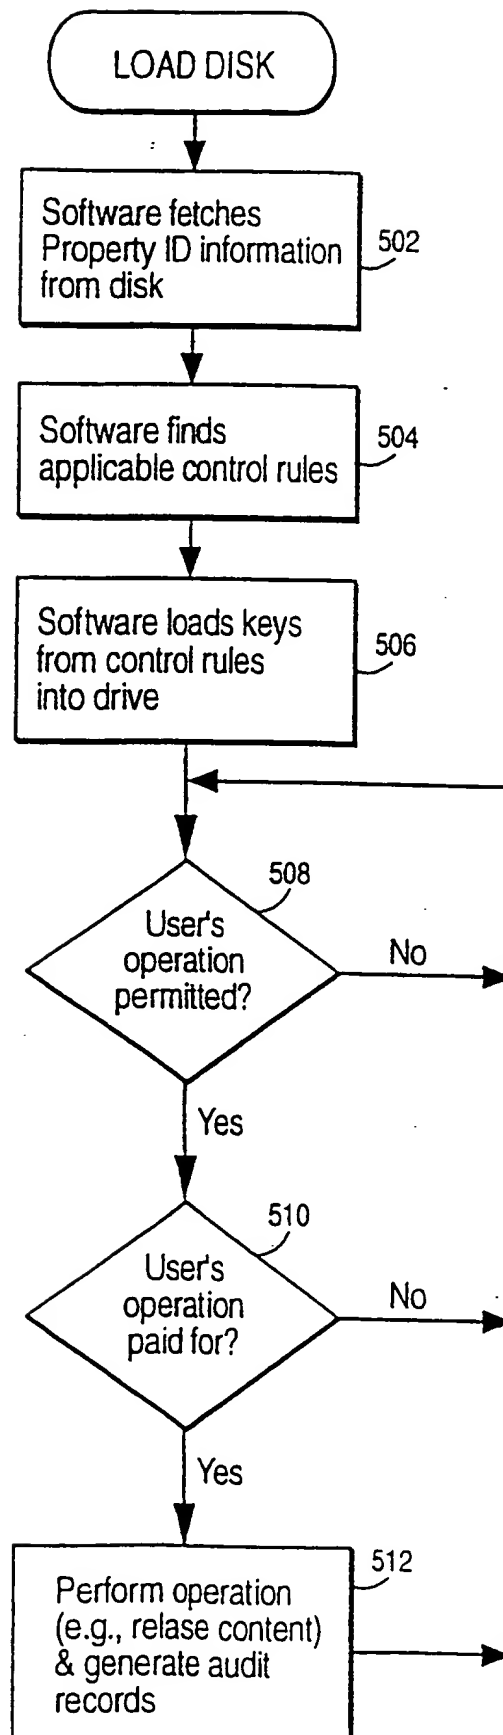 LOAD DISK
Software fetches
Property ID information
from disk
502
Software finds
applicable control rules
504
Software loads keys
from control rules
into drive
506
508
User's
operation
permitted?
No
Yes
510
User's
operation
paid for?
No
Yes
512
Perform operation
(e.g., relase content)
& generate audit
records